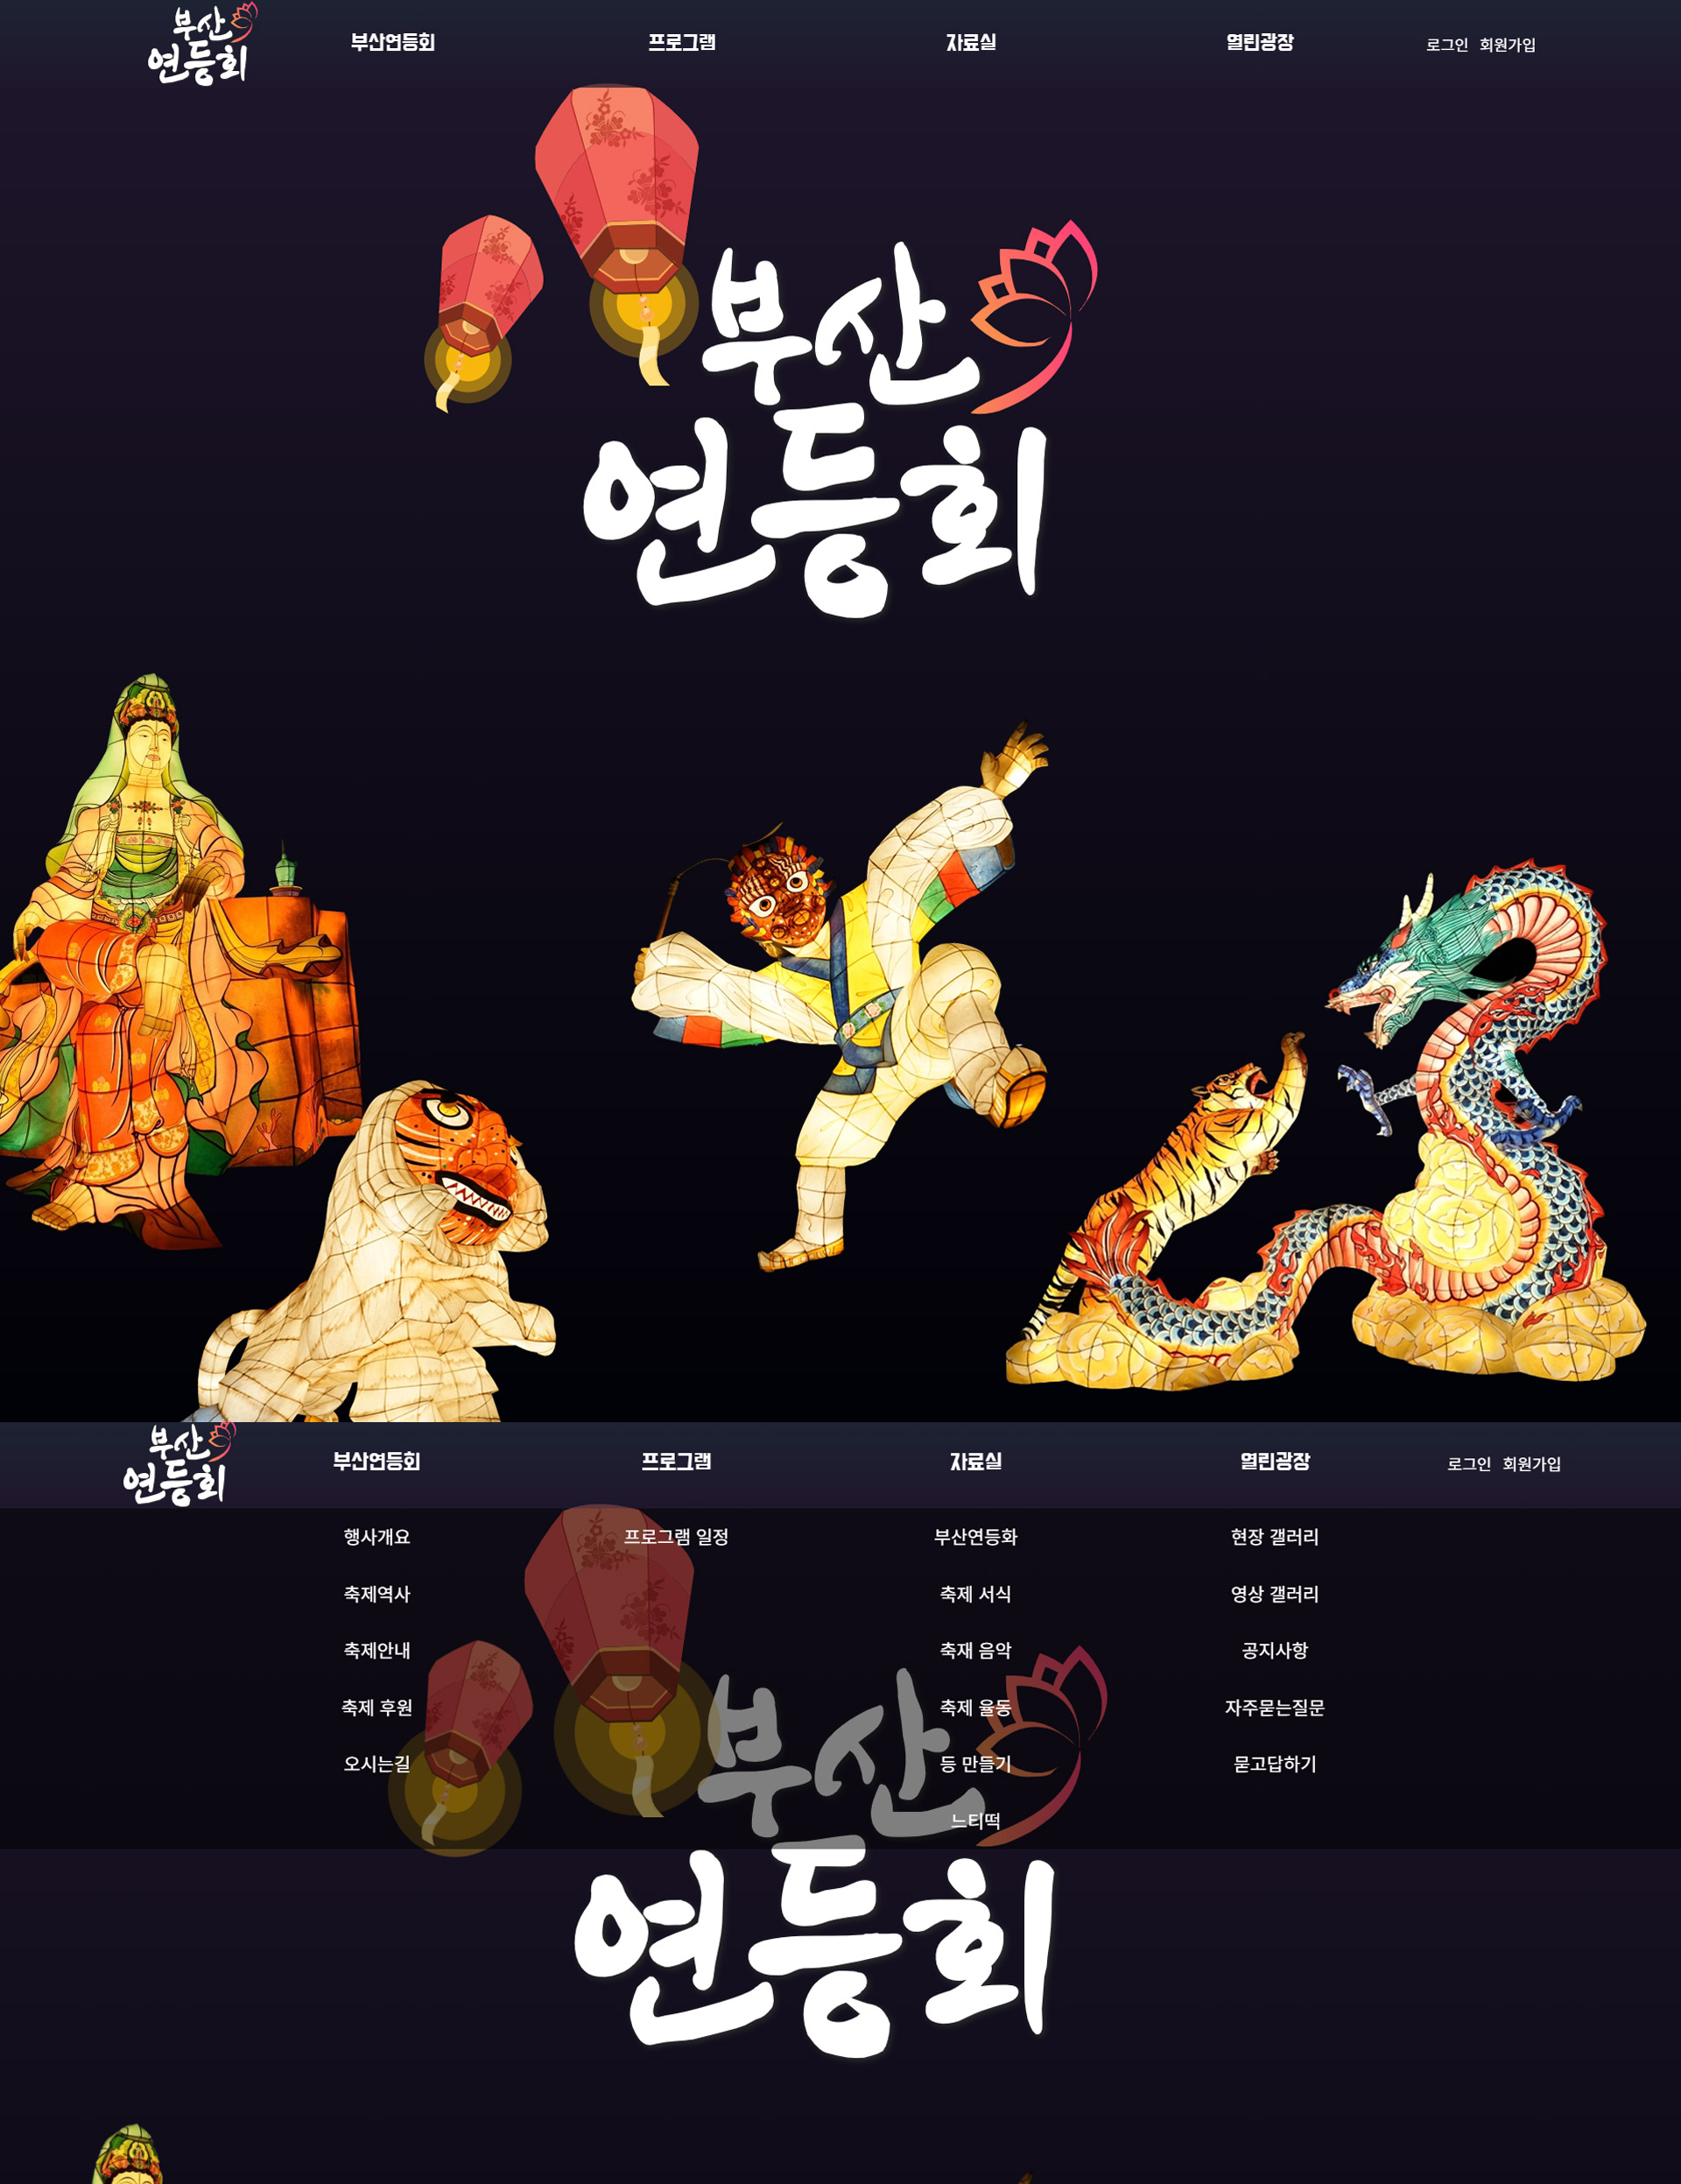 부산
연등회
부산연등회 프로그램 자료실 열린광장 로그인 회원가입
부산
연등회
부산
연등회
부산연등회 프로그램 자료실 열린광장 로그인 회원가입
행사개요 프로그램 일정 부산연등화 현장 갤러리
축제역사 축제 서식 영상 갤러리
축제안내 축재 음악 공지사항
축제 후원 축제 율동 자주묻는질문
오시는길 등 만들기 묻고답하기
느티떡
부산
연등회